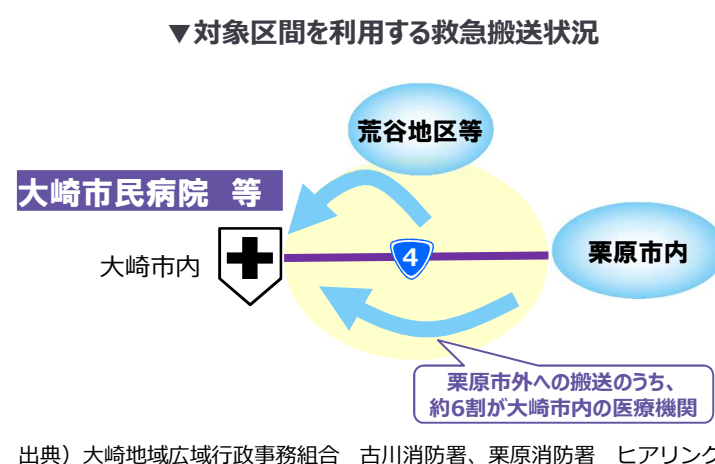 ▼対象区間を利用する救急搬送状況
荒谷地区等
大崎市民病院 等
大崎市内
4
栗原市内
栗原市外への搬送のうち、
約6割が大崎市内の医療機関
出典）大崎地域広域行政事務組合 古川消防署、栗原消防署 ヒアリング